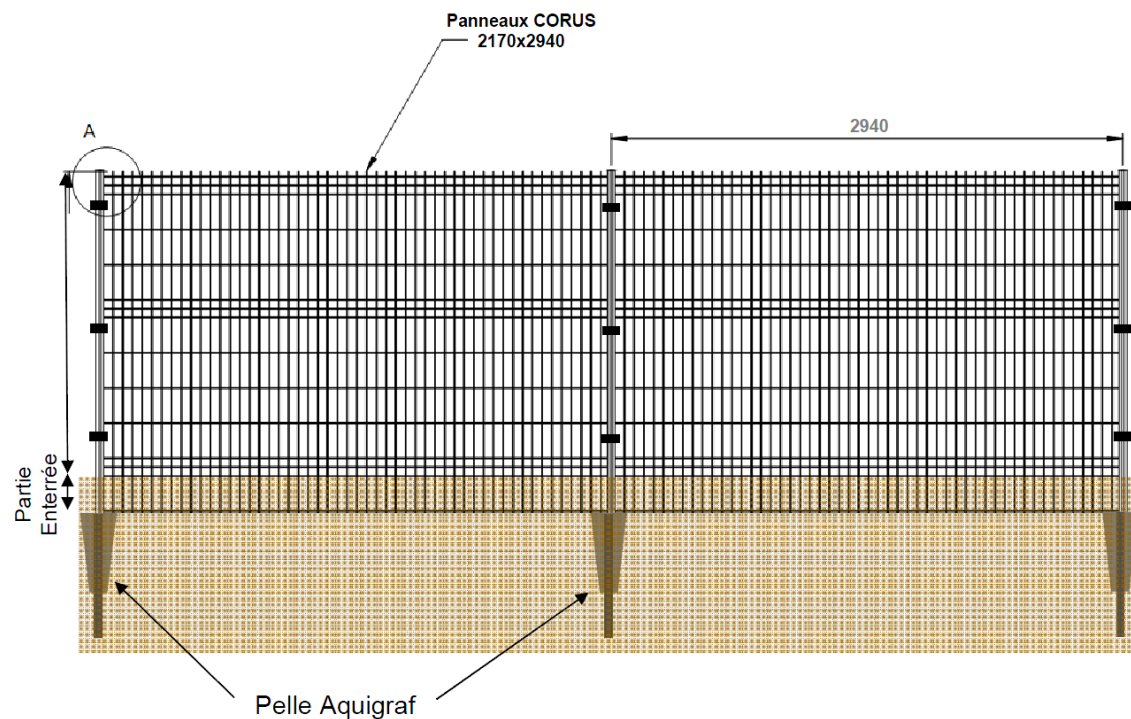 Panneaux CORUS
2170x2940
A
2940
Partie
Enterrée
Pelle Aquigraf